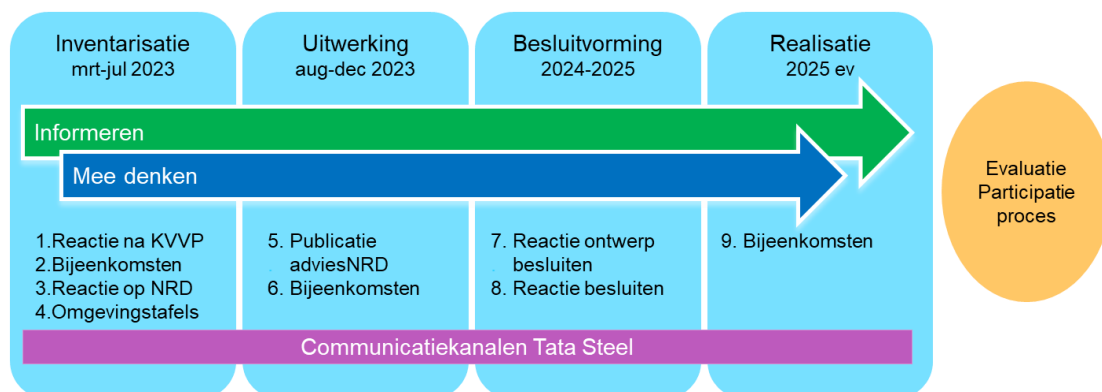 Inventarisatie
mrt-jul 2023
Uitwerking
aug-dec 2023
Besluitvorming
2024-2025
Realisatie
2025 ev
Informeren
Mee denken
1.Reactie na KVVP
2.Bijeenkomsten
3.Reactie op NRD
4.Omgevingstafels
5. Publicatie
adviesNRD
6. Bijeenkomsten
7. Reactie ontwerp
besluiten
8. Reactie besluiten
9. Bijeenkomsten
Communicatiekanalen Tata Steel
Evaluatie
Participatie
proces